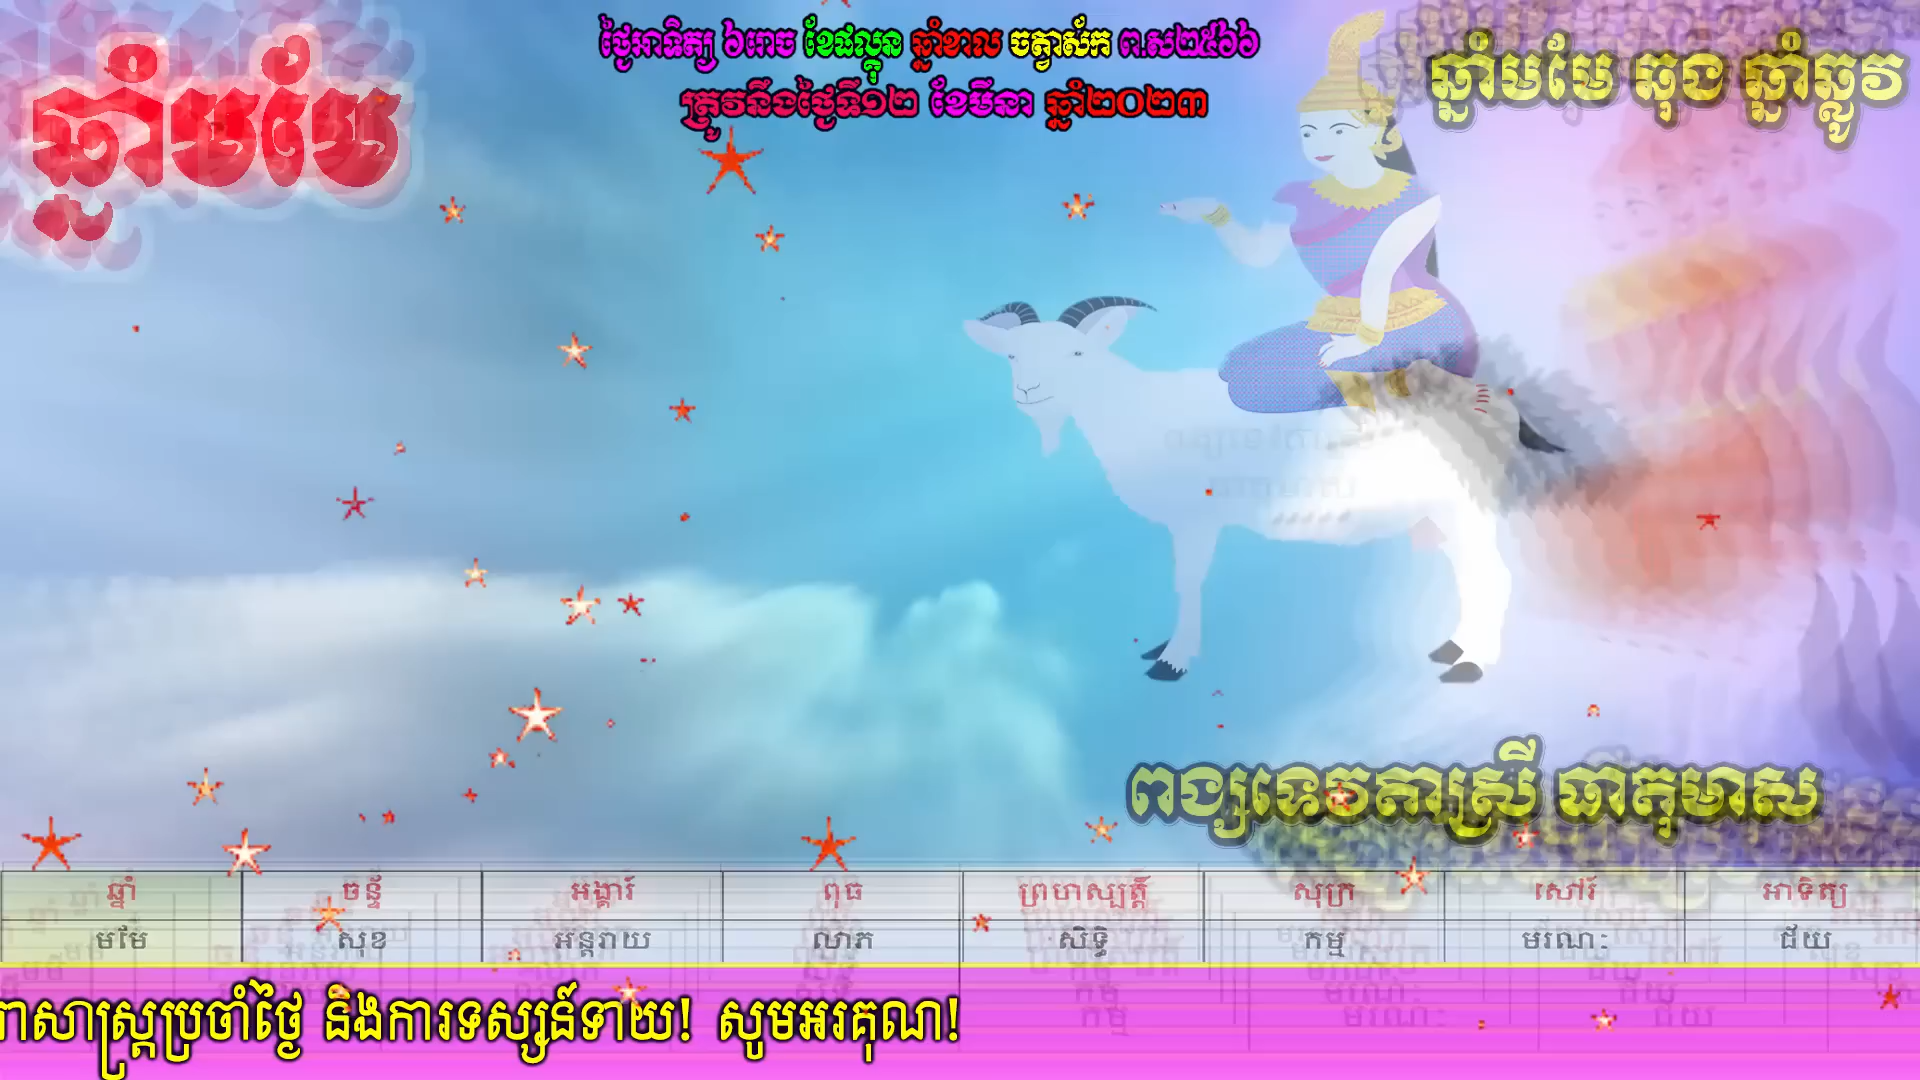 ថ្ងៃអាទិត្យ ៦រោច ខែផល្គុន ឆ្នាំខាល ចត្វាស័ក ព.ស២៥៦៦
ត្រូវនឹងថ្ងៃទី១២ ខែមីនា ឆ្នាំ២០២៣
ឆ្នាំមមែ
ឆ្នាំមមែ ឆុង ឆ្នាំឆ្លូវ
ពង្សទេវតាស្រី ធាតុមាស
ឆ្នាំ ចន្ទ័ អង្គារ៍ ពុធ ព្រហស្បត្តិ៍ សុក្រ សៅរ៍ អាទិត្យ
មមែ សុខ អន្តរាយ លាភ សិទ្ធិ កម្ម មរណៈ ជ័យ
សាស្ត្រប្រចាំថ្ងៃ និងការទស្សន៍ទាយ! សូមអរគុណ!